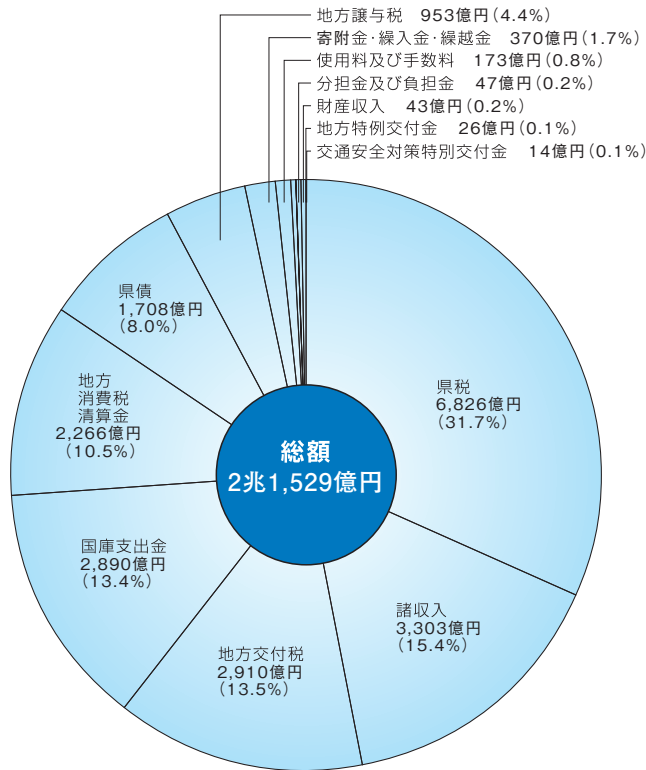 地方譲与税 953億円(4.4%)
寄附金・繰入金・繰越金 370億円(1.7%)
使用料及び手数料 173億円(0.8%)
分担金及び負担金 47億円(0.2%)
財産収入 43億円(0.2%)
地方特例交付金 26億円(0.1%)
交通安全対策特別交付金 14億円(0.1%)
県債
1,708億円
(8.0%)
地方
消費税
清算金
2,266億円
(10.5%)
県税
6,826億円
(31.7%)
総額
2兆1,529億円
国庫支出金
2,890億円
(13.4%)
諸収入
3,303億円
(15.4%)
地方交付税
2,910億円
(13.5%)